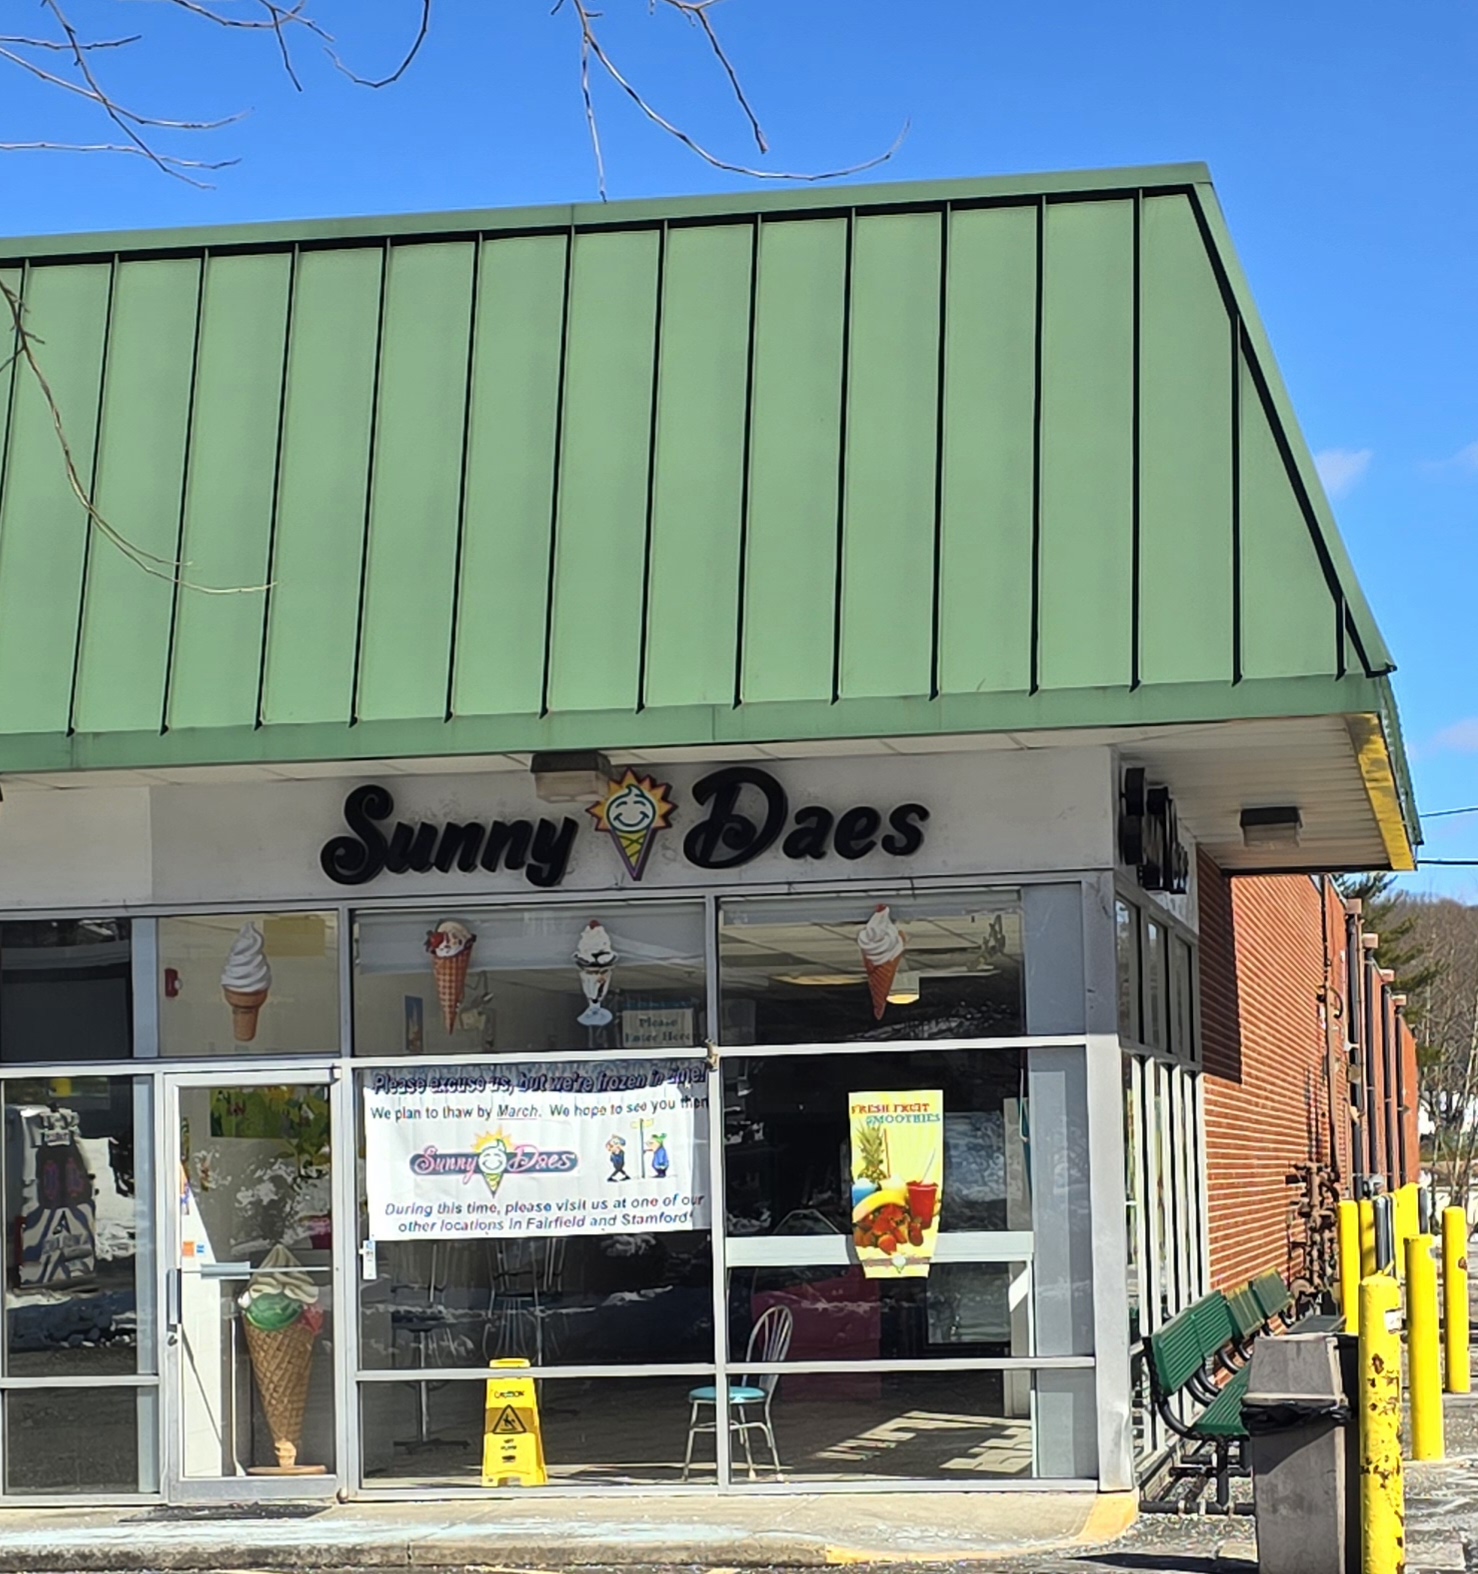 Sunny Daes
Please
Enter Here
Please excuse us, but we're frozen in time!
We plan to thaw by March. We hope to see you then
Sunny Daes
During this time, please visit us at one of our
other locations in Fairfield and Stamford!
FRESH FRUIT
SMOOTHIES
CAUTION